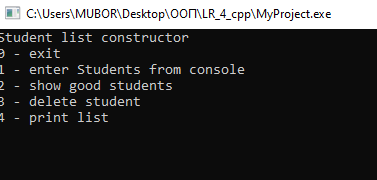 C:\Users\MUBOR\Desktop\ООП\LR_4_cpp\MyProject.exe
Student list constructor
0 - exit
1 - enter Students from console
2 - show good students
3 - delete student
4 - print list